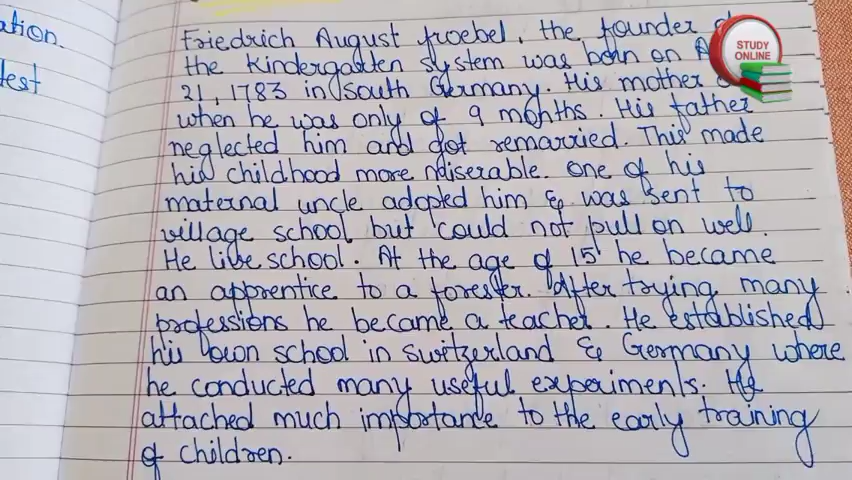 ation.
test
Friedrich August froebel, the founder
the Kindergarten system was born on A
21, 1783 in South Germany. His mother
when he was only of 9 months. His father
neglected him and got remarried. This made
his childhood more miserable. One of his
maternal uncle adopted him & was sent to
village school but could not pull on well.
He live school. At the age of 15 he became
an apprentice to a forester. After trying many
professions he became a teacher. He established
his own school in Switzerland & Germany where
he conducted many useful experiments. He
attached much importance to the early training
of children.
STUDY
ONLINE